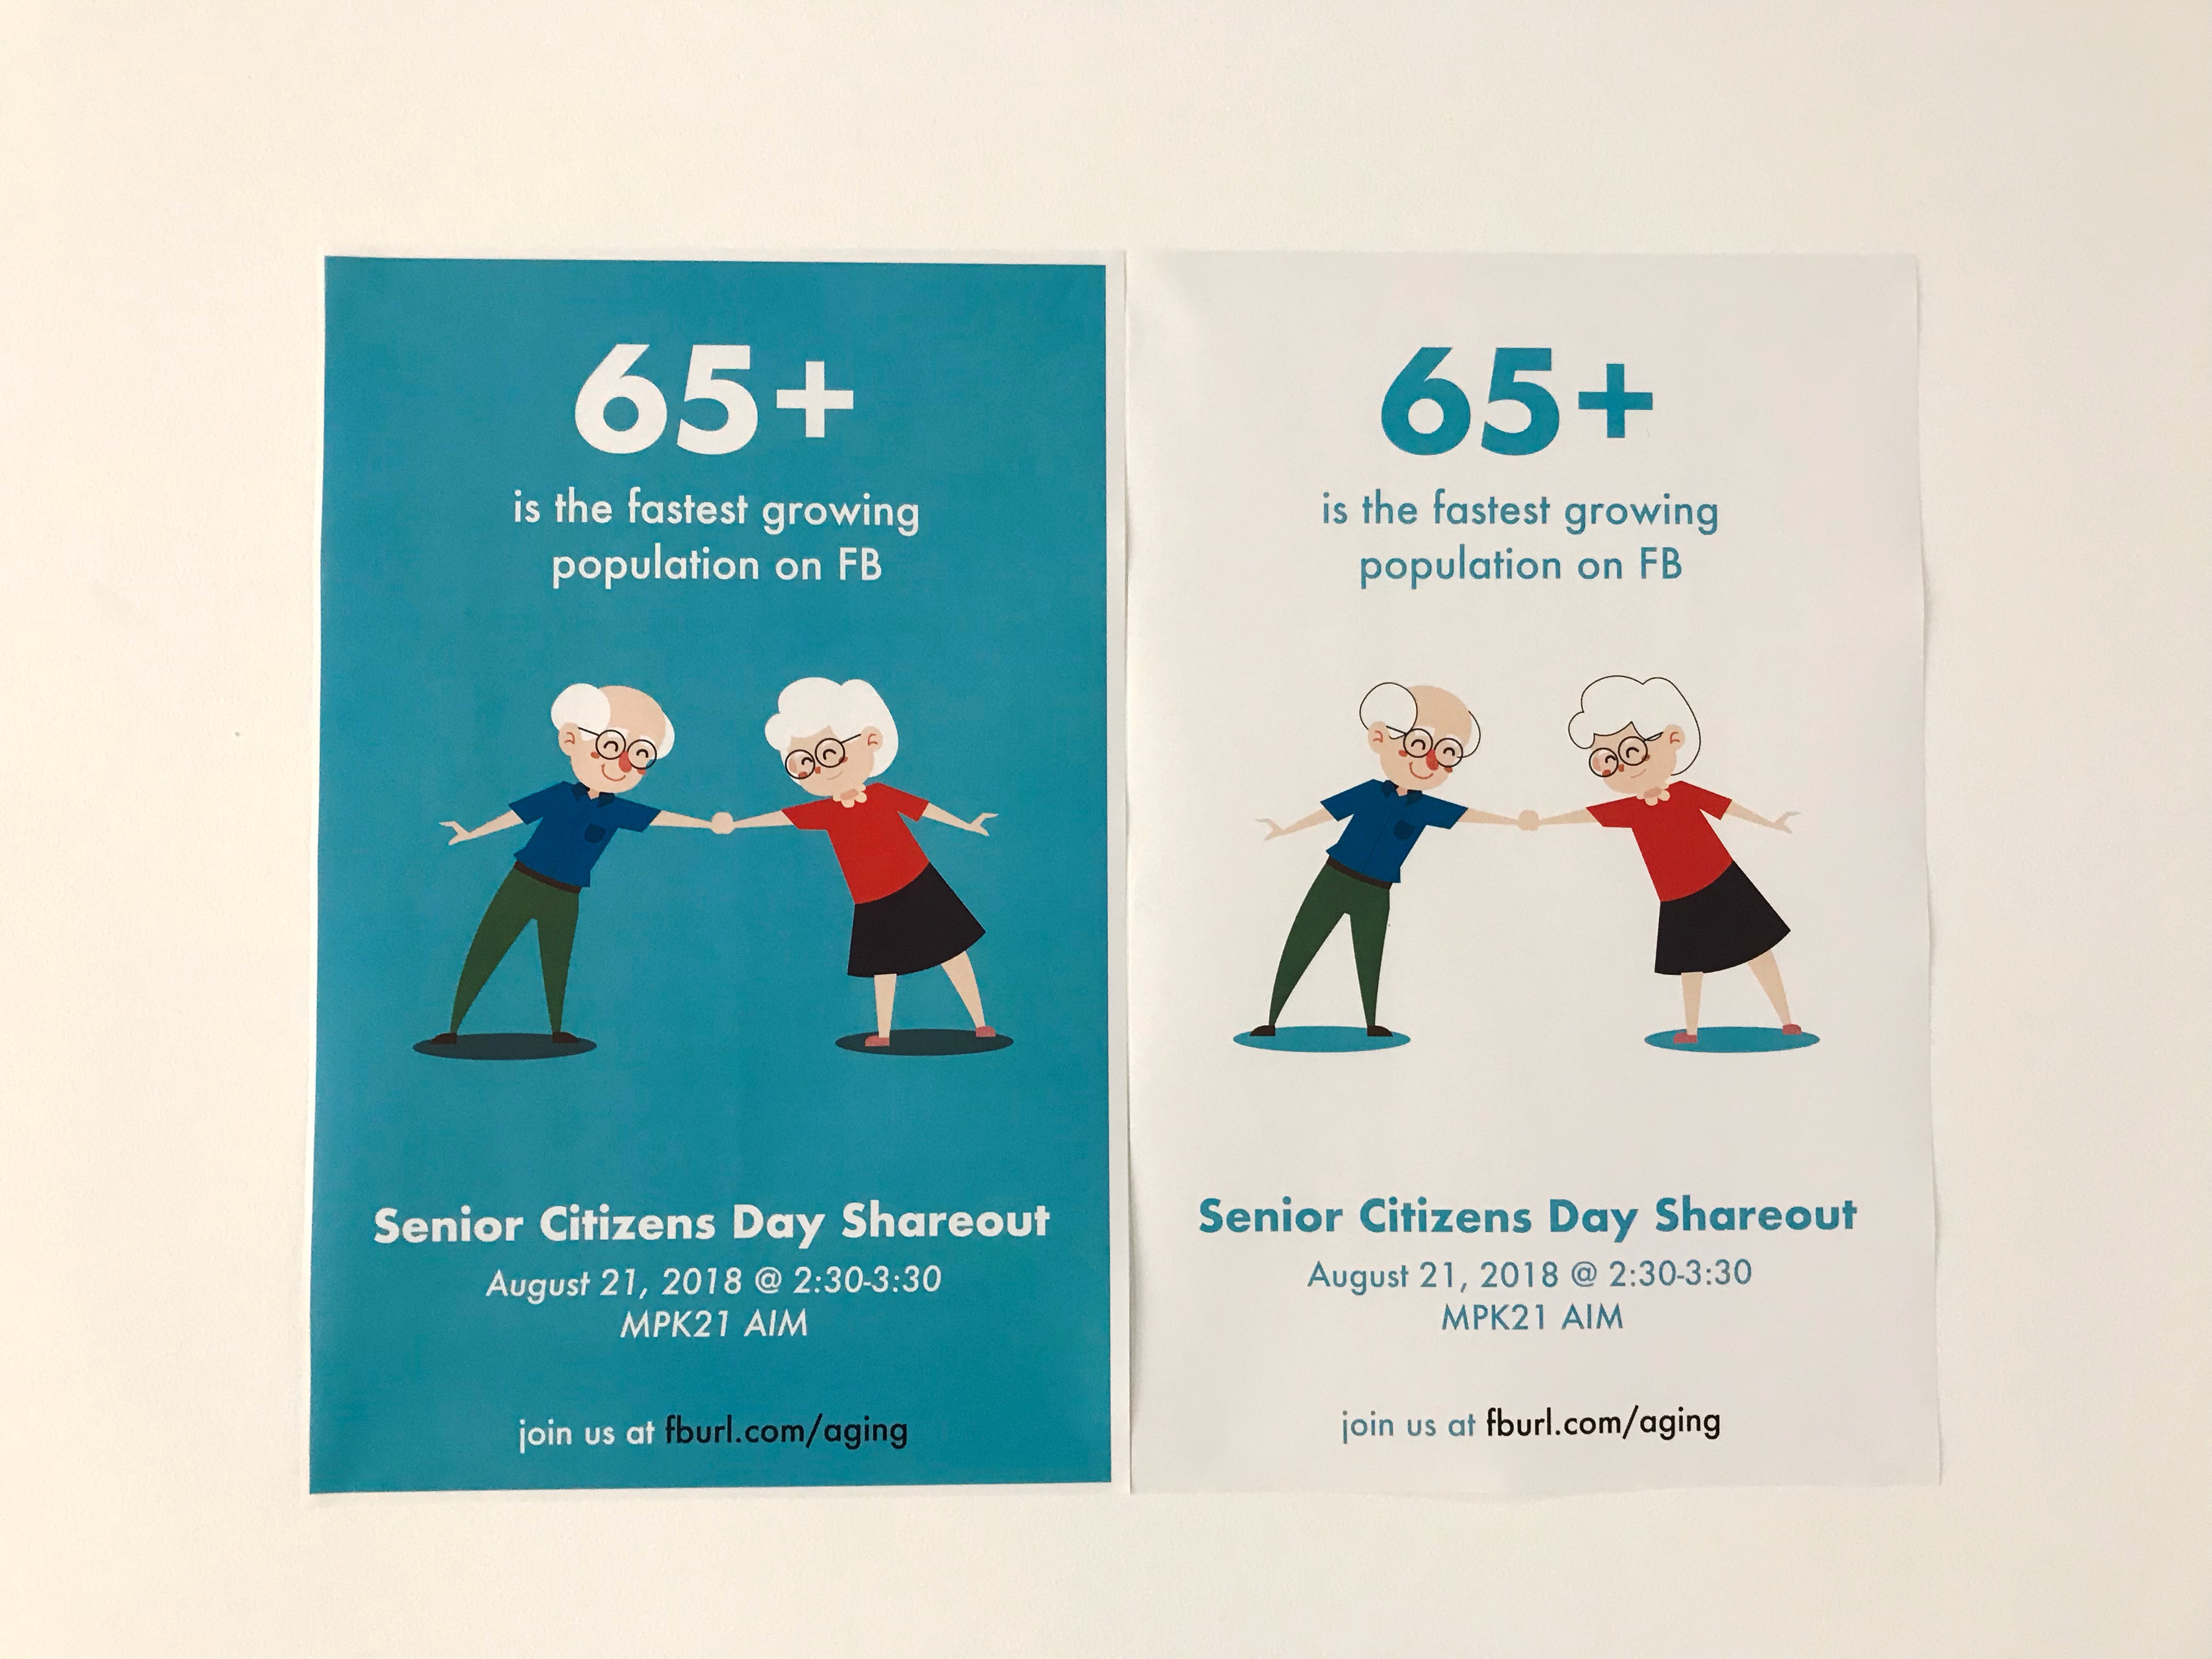 65+
is the fastest growing
population on FB
Senior Citizens Day Shareout
August 21, 2018 @ 2:30-3:30
MPK21 AIM
join us at fburl.com/aging
65+
is the fastest growing
population on FB
Senior Citizens Day Shareout
August 21, 2018 @ 2:30-3:30
MPK21 AIM
join us at fburl.com/aging